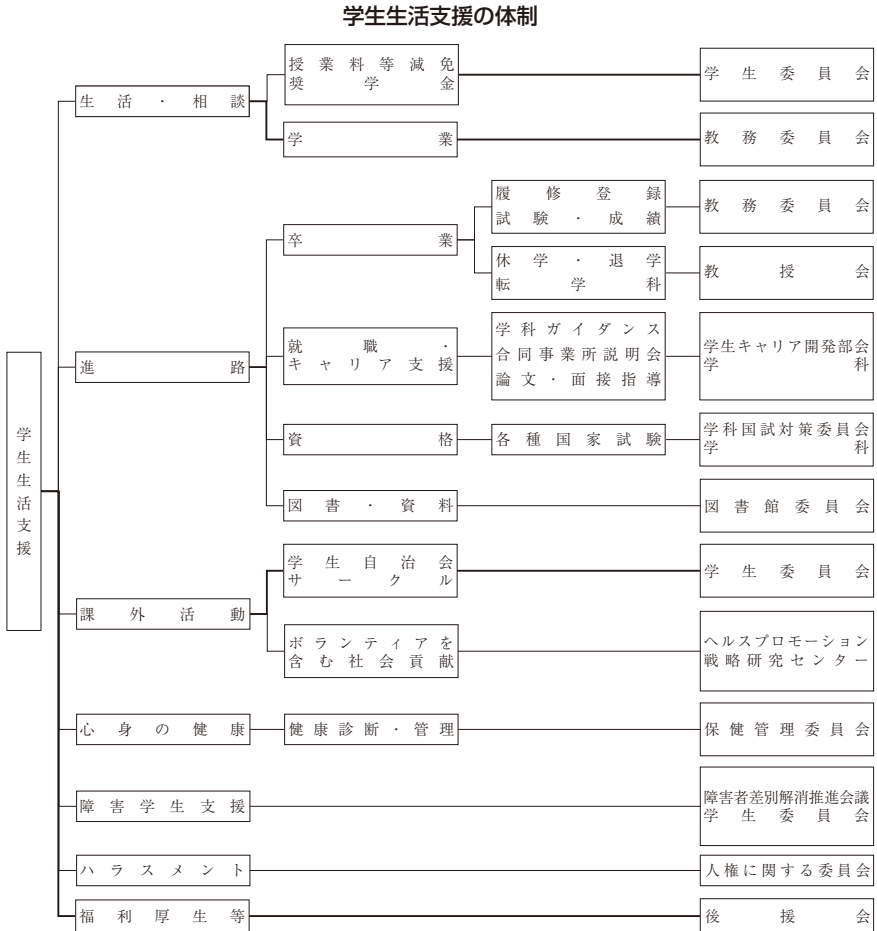 学生生活支援の体制
学生生活支援
生活・相談
授業料等減免
奨学金
学生委員会
学業
教務委員会
進路
卒業
履修登録
試験・成績
教務委員会
休学・退学
転学科
教授会
就職・
キャリア支援
学科ガイダンス
合同事業所説明会
論文・面接指導
学生キャリア開発部会
学科
資格
各種国家試験
学科国試対策委員会
学科
図書・資料
図書館委員会
課外活動
学生自治会
サークル
学生委員会
ボランティアを
含む社会貢献
ヘルスプロモーション
戦略研究センター
心身の健康
健康診断・管理
保健管理委員会
障害学生支援
障害者差別解消推進会議
学生委員会
ハラスメント
人権に関する委員会
福利厚生等
後援会